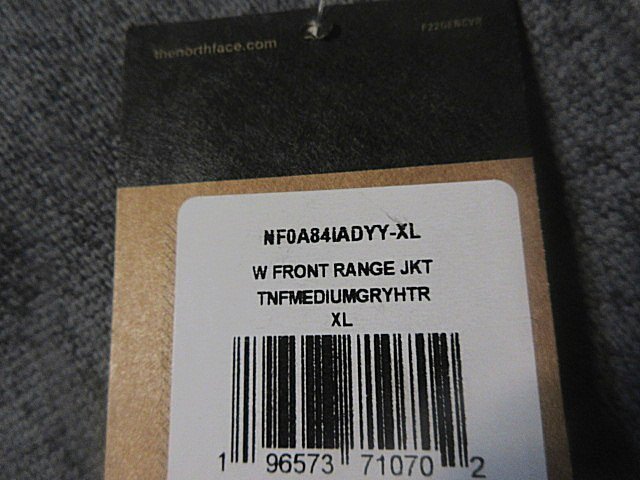 thenorthface.com
NF0A84IADYY-XL
W FRONT RANGE JKT
TNFMEDIUMGRYHTR
XL
1 96573 71070 2